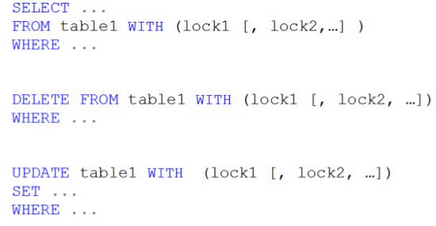 SELECT ...
FROM table1 WITH (lock1 [, lock2,…] )
WHERE ...
DELETE FROM table1 WITH (lock1 [, lock2, …])
WHERE ...
UPDATE table1 WITH  (lock1 [, lock2, …])
SET ...
WHERE ...